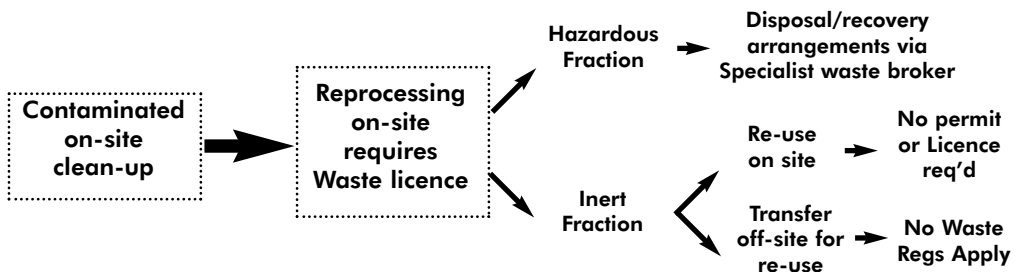 Contaminated
on-site
clean-up
Reprocessing
on-site
requires
Waste licence
Hazardous
Fraction
Disposal/recovery
arrangements via
Specialist waste broker
Inert
Fraction
Re-use
on site
No permit
or Licence
req'd
Transfer
off-site for
re-use
No Waste
Regs Apply